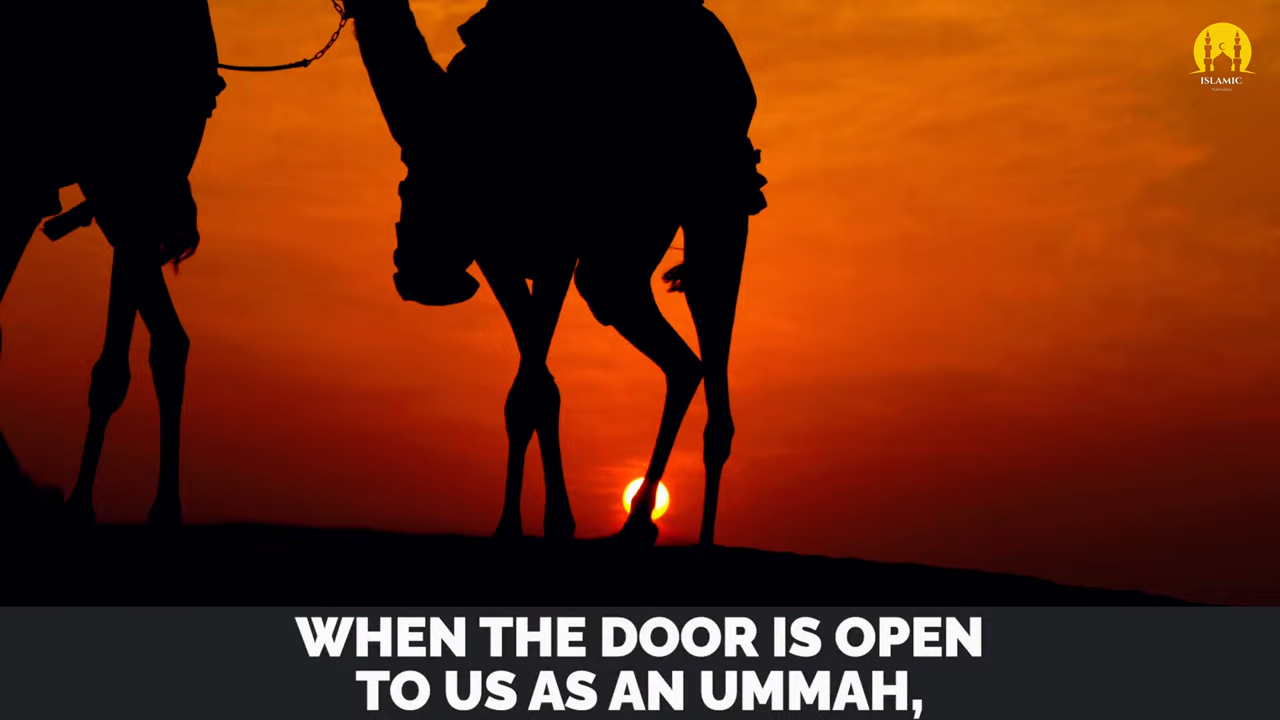 ISLAMIC
WHEN THE DOOR IS OPEN
TO US AS AN UMMAH,